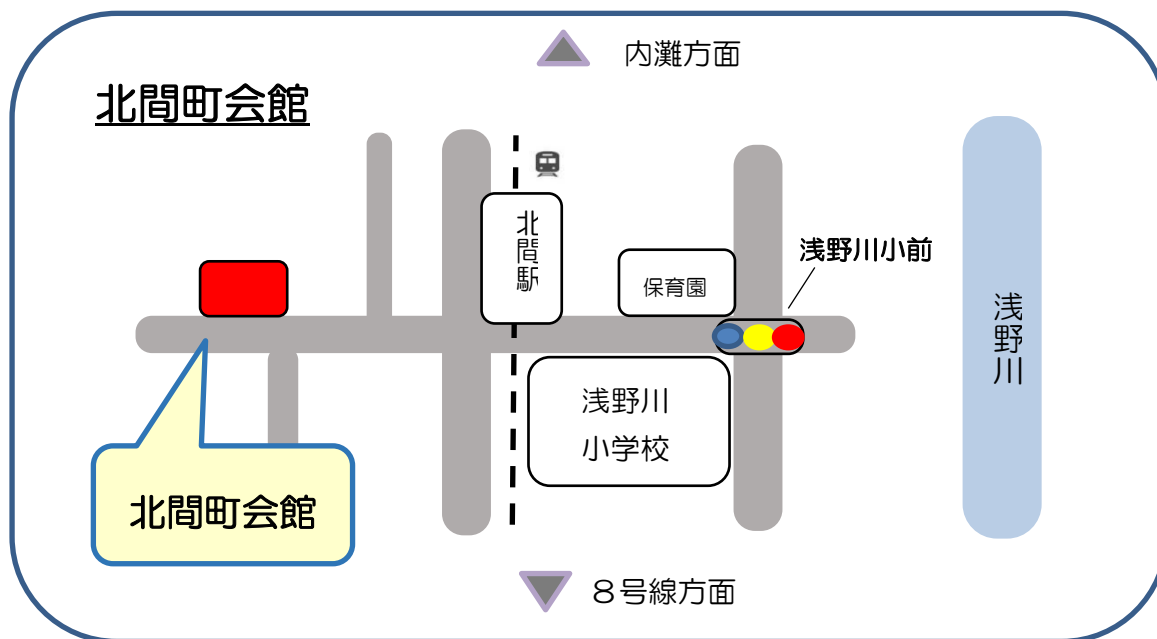 内灘方面
北間町会館
北間駅
保育園
浅野川小前
浅野川
浅野川
小学校
北間町会館
８号線方面